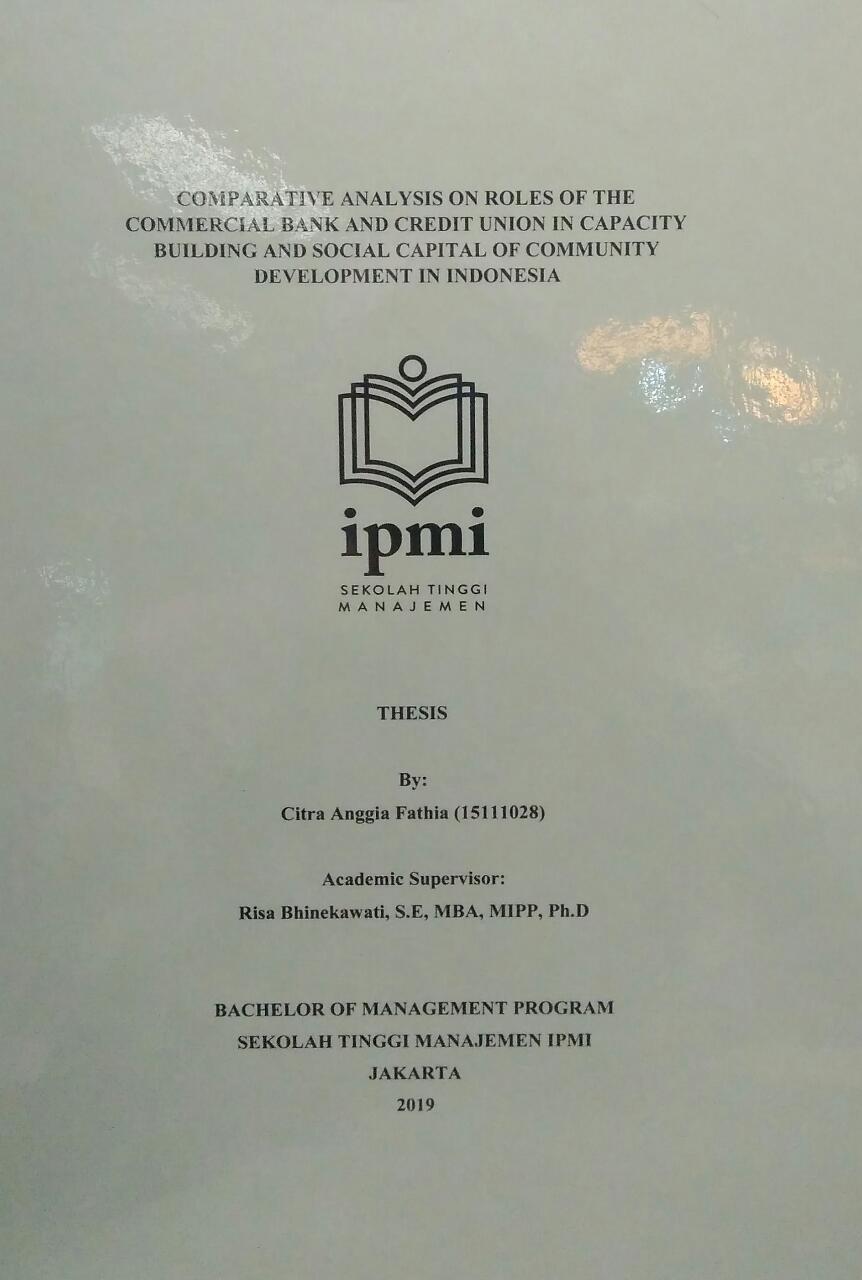 COMPARATIVE ANALYSIS ON ROLES OF THE
COMMERCIAL BANK AND CREDIT UNION IN CAPACITY
BUILDING AND SOCIAL CAPITAL OF COMMUNITY
DEVELOPMENT IN INDONESIA
ipmi
SEKOLAH TINGGI
MANAJEMEN
THESIS
By:
Citra Anggia Fathia (15111028)
Academic Supervisor:
Risa Bhinekawati, S.E, MBA, MIPP, Ph.D
BACHELOR OF MANAGEMENT PROGRAM
SEKOLAH TINGGI MANAJEMEN IPMI
JAKARTA
2019